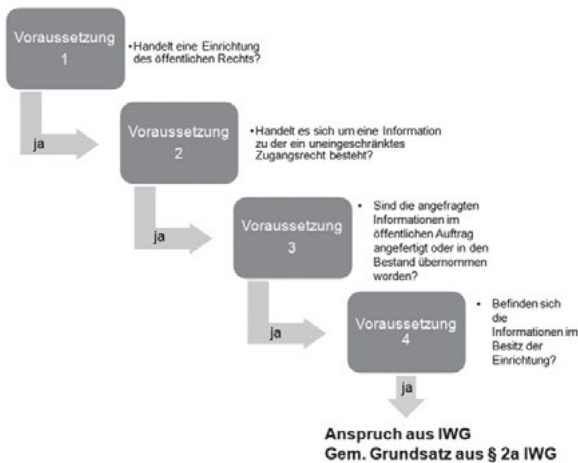 Voraussetzung
1
•Handelt eine Einrichtung
des öffentlichen Rechts?
ja
Voraussetzung
2
•Handelt es sich um eine Information
zu der ein uneingeschränktes
Zugangsrecht besteht?
ja
Voraussetzung
3
• Sind die angefragten
Informationen im
öffentlichen Auftrag
angefertigt oder in den
Bestand übernommen
worden?
ja
Voraussetzung
4
• Befinden sich
die
Informationen im
Besitz der
Einrichtung?
ja
Anspruch aus IWG
Gem. Grundsatz aus § 2a IWG